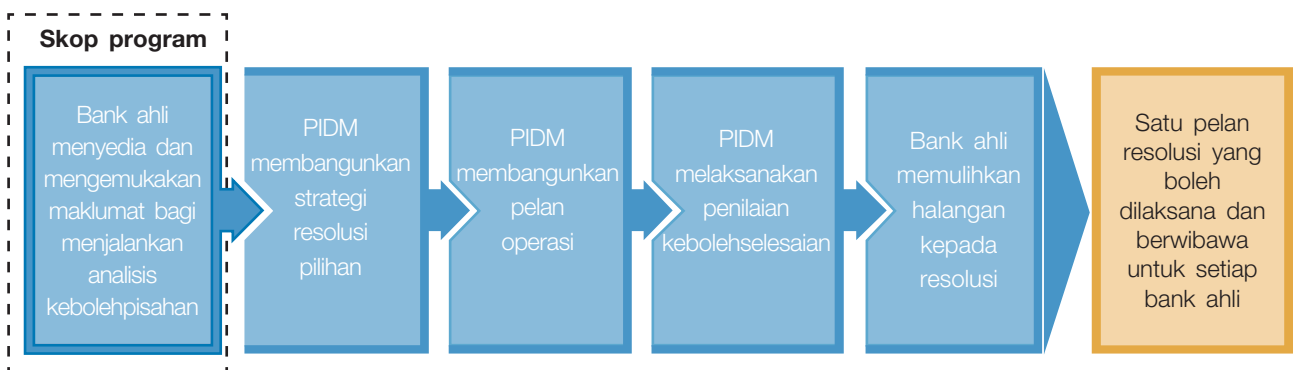 Skop program
Bank ahli
menyedia dan
mengemukakan
maklumat bagi
menjalankan
analisis
kebolehpisahan
PIDM
membangunkan
strategi
resolusi
pilihan
PIDM
membangunkan
pelan
operasi
PIDM
melaksanakan
penilaian
kebolehselesaian
Bank ahli
memulihkan
halangan
kepada
resolusi
Satu pelan
resolusi yang
boleh
dilaksana dan
berwibawa
untuk setiap
bank ahli